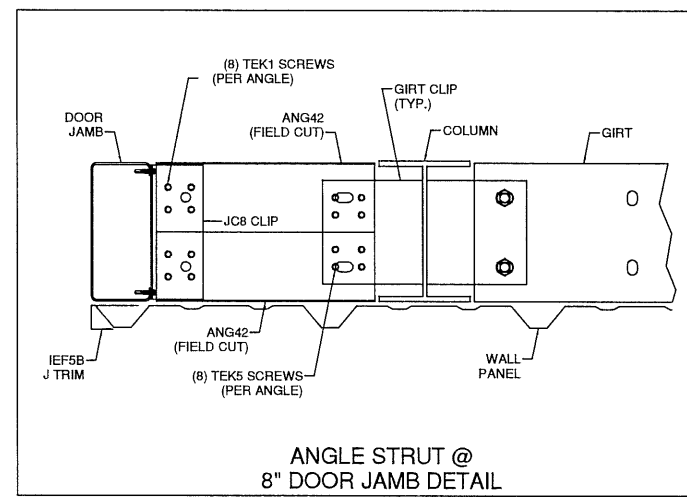 (8) TEK1 SCREWS
(PER ANGLE)
GIRT CLIP
(TYP.)
DOOR
JAMB
ANG42
(FIELD CUT)
COLUMN
GIRT
JC8 CLIP
ANG42
(FIELD CUT)
IEF5B
J TRIM
(8) TEK5 SCREWS
(PER ANGLE)
WALL
PANEL
ANGLE STRUT @
8" DOOR JAMB DETAIL